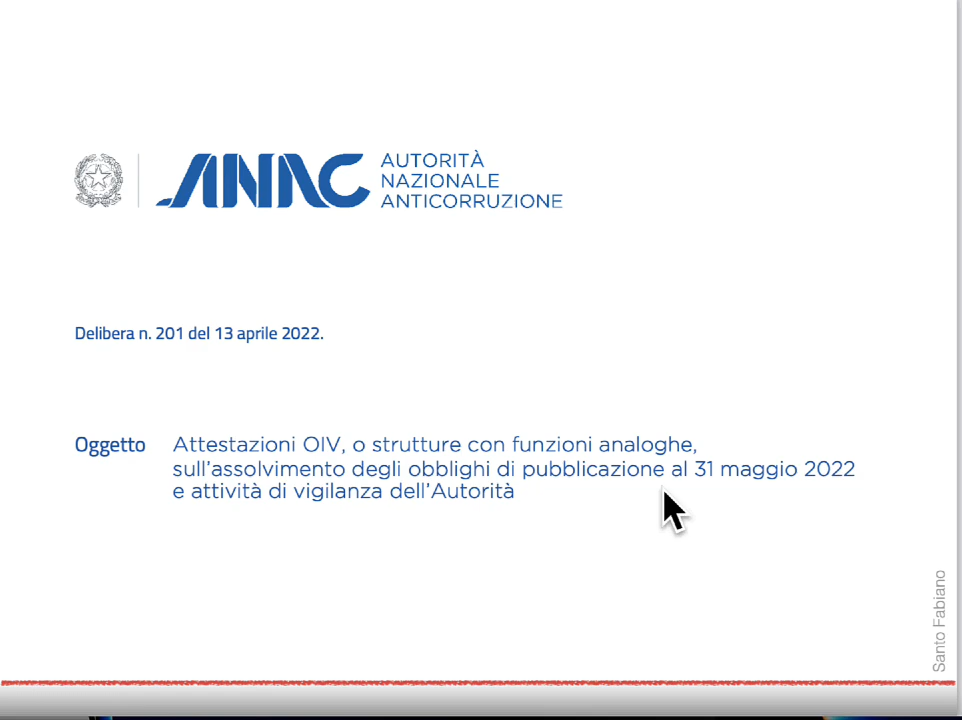 ANAC
AUTORITÀ
NAZIONALE
ANTICORRUZIONE
Delibera n. 201 del 13 aprile 2022.
Oggetto Attestazioni OIV, o strutture con funzioni analoghe,
sull'assolvimento degli obblighi di pubblicazione al 31 maggio 2022
e attività di vigilanza dell'Autorità
Santo Fabiano